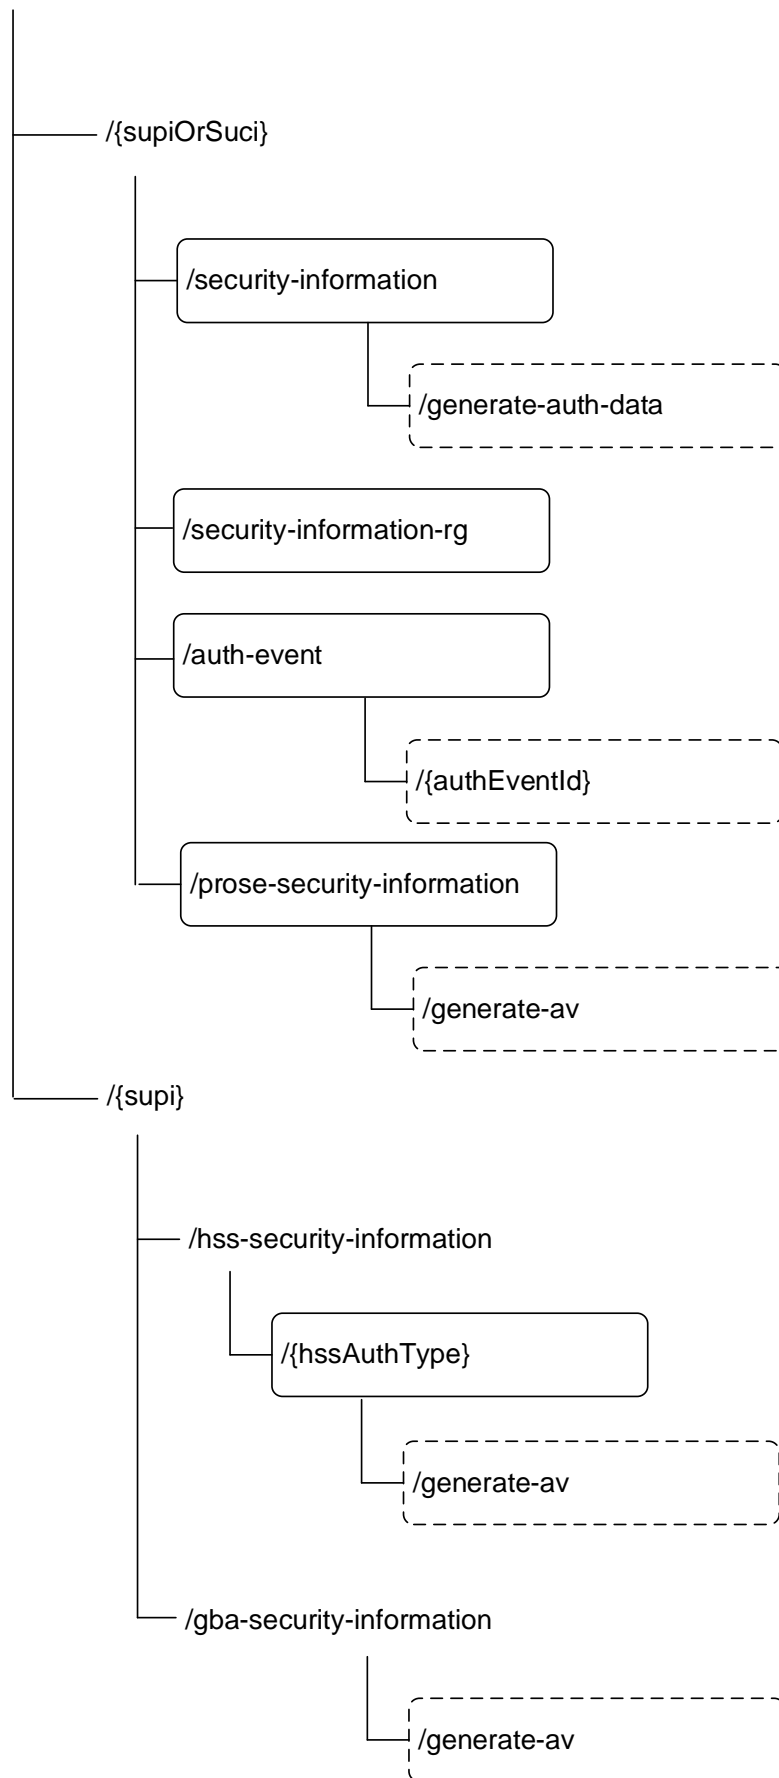 /{supiOrSuci}
/security-information
/generate-auth-data
/security-information-rg
/auth-event
/{authEventId}
/prose-security-information
/generate-av
/{supi}
/hss-security-information
/{hssAuthType}
/generate-av
/gba-security-information
/generate-av